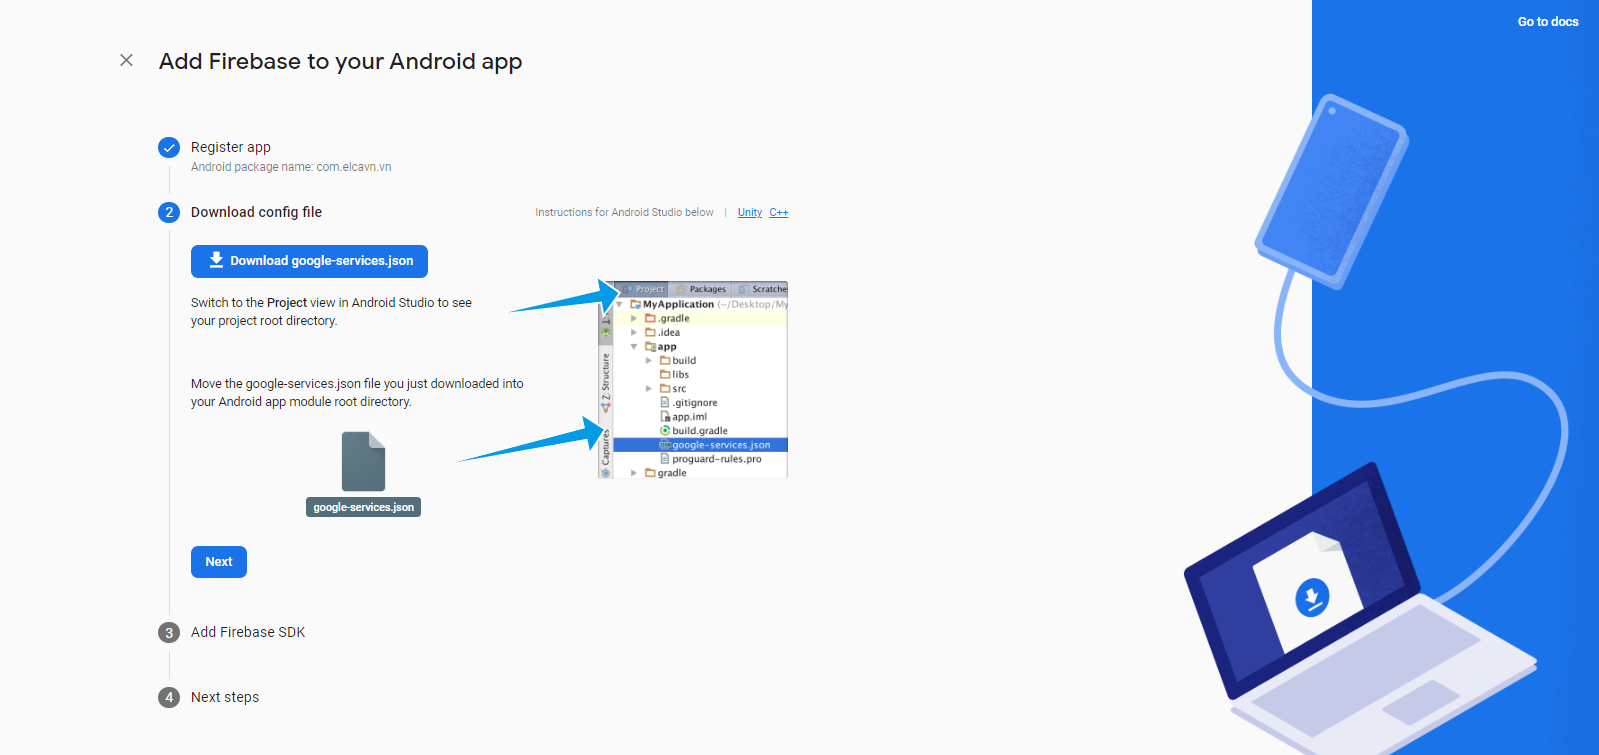 Go to docs
Add Firebase to your Android app
Register app
Android package name: com.elcavn.vn
2 Download config file
Instructions for Android Studio below | Unity C++
Download google-services.json
Switch to the Project view in Android Studio to see
your project root directory.
Move the google-services.json file you just downloaded into
your Android app module root directory.
google-services.json
Project Packages Scratche
MyApplication (~/Desktop/My
.gradle
.idea
app
build
libs
src
.gitignore
app.iml
build.gradle
google-services.json
proguard-rules.pro
gradle
Z: Structure
Captures
Next
3 Add Firebase SDK
4 Next steps